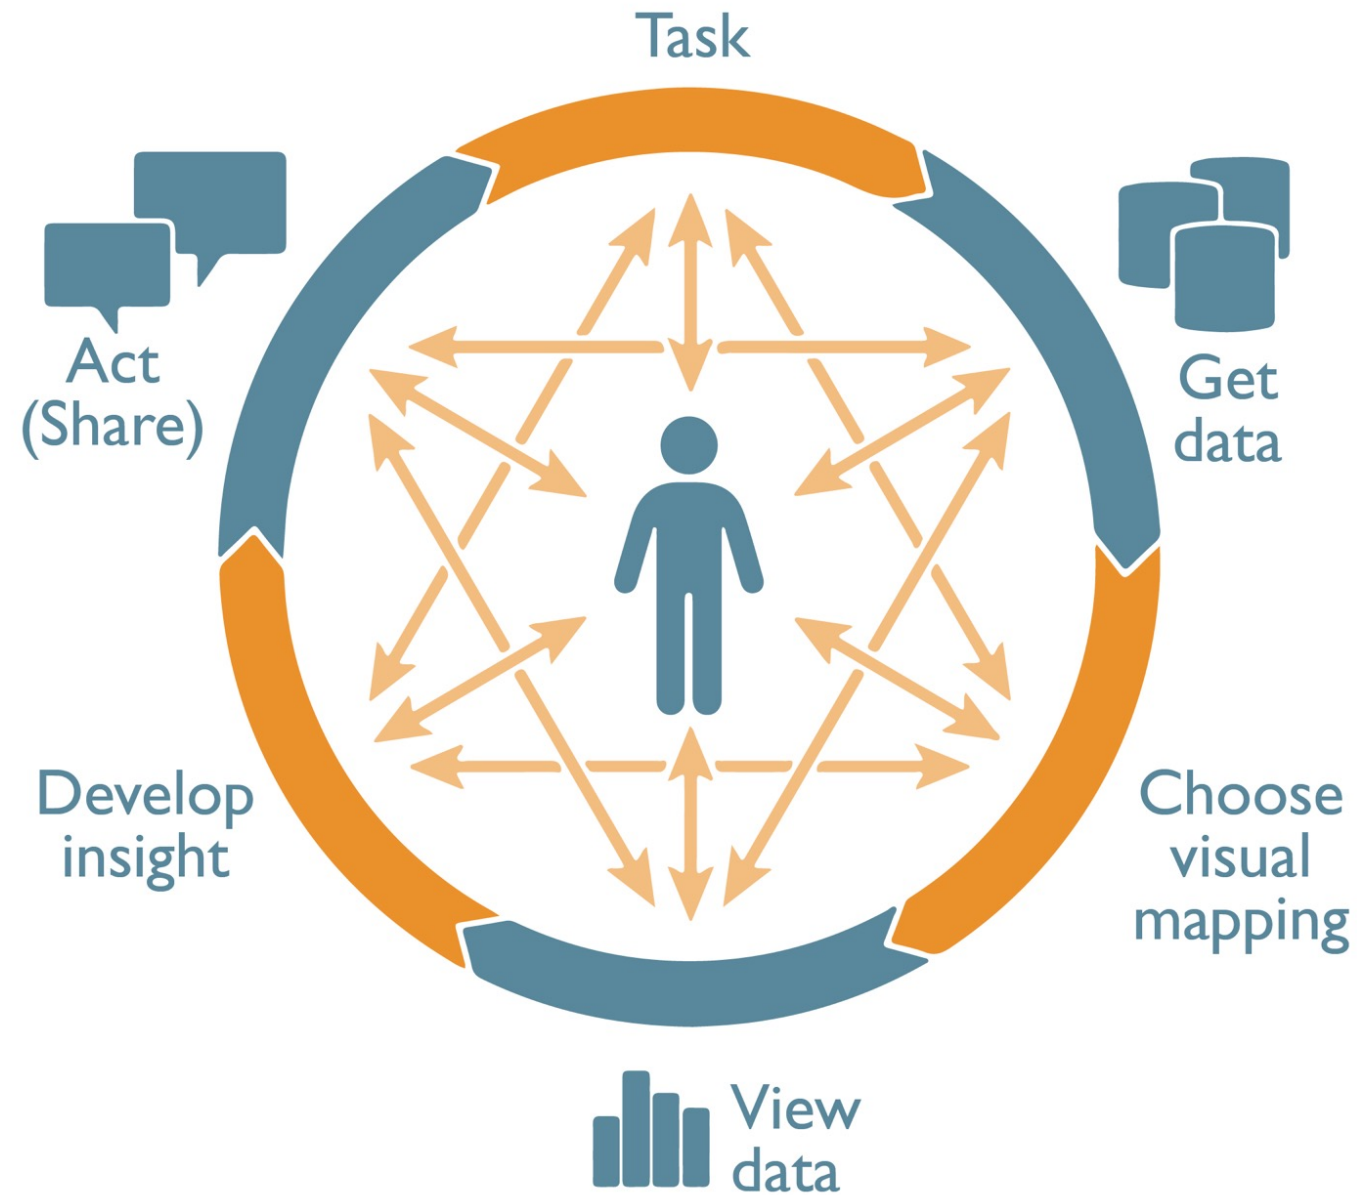 Task
Get
data
Choose
visual
mapping
View
data
Develop
insight
Act
(Share)